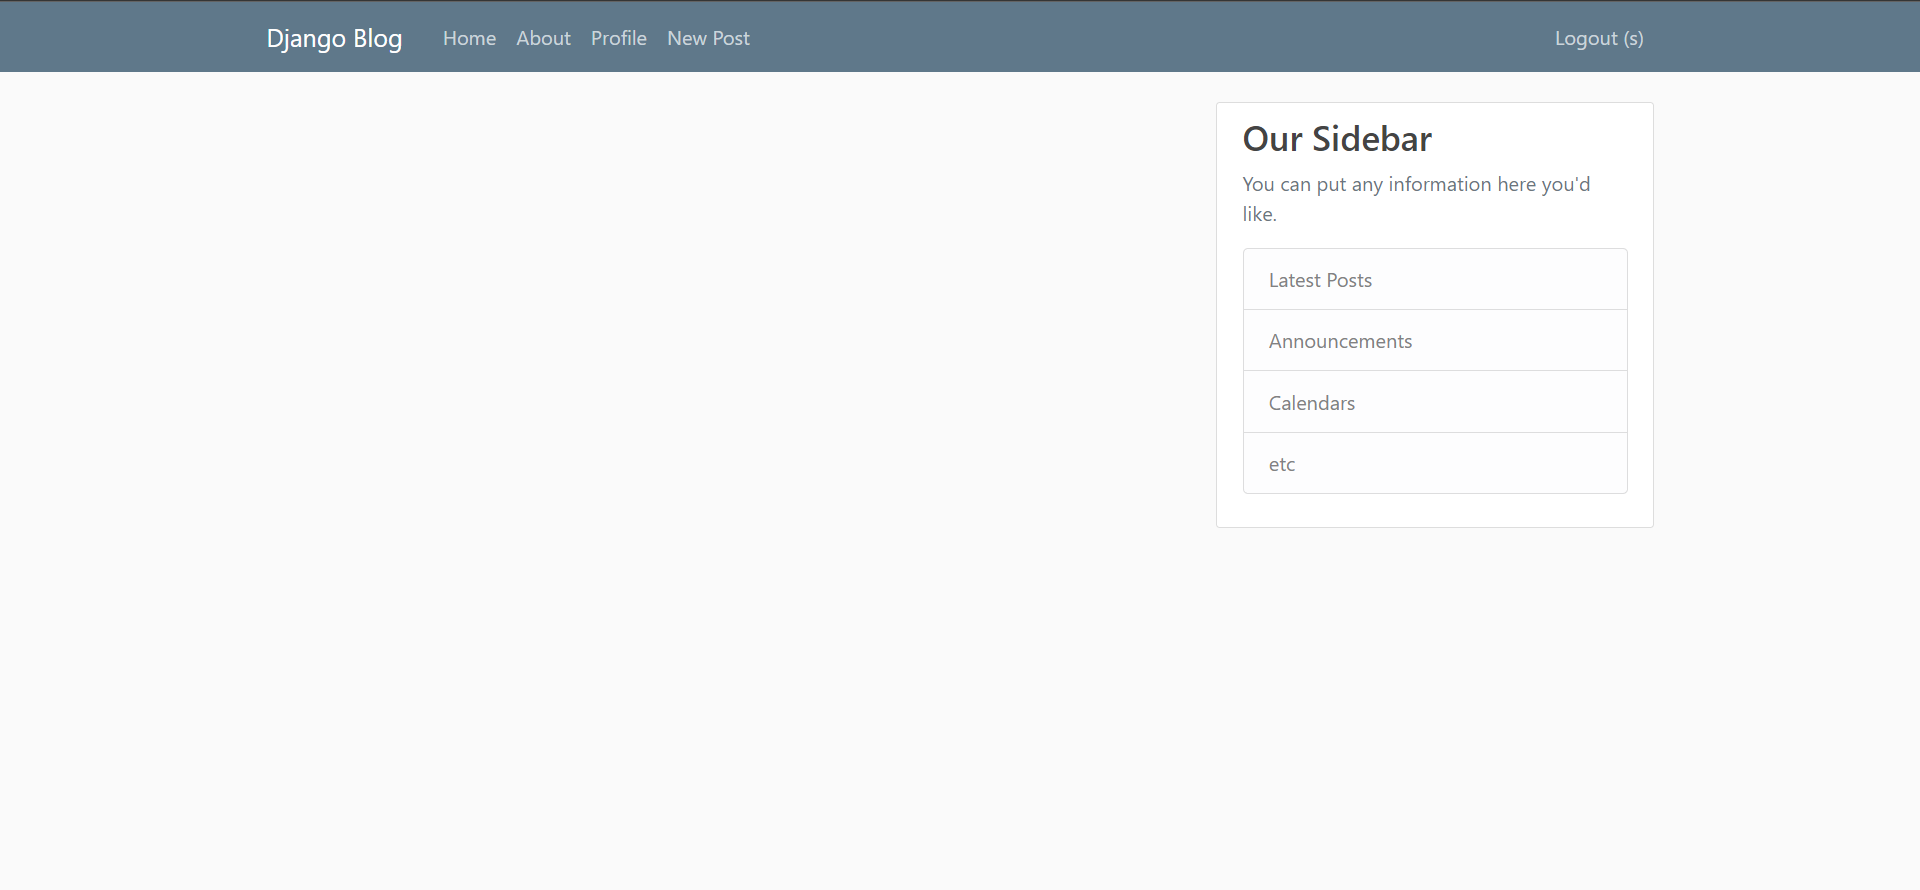 Django Blog Home About Profile New Post Logout (s)
Our Sidebar
You can put any information here you'd
like.
Latest Posts
Announcements
Calendars
etc